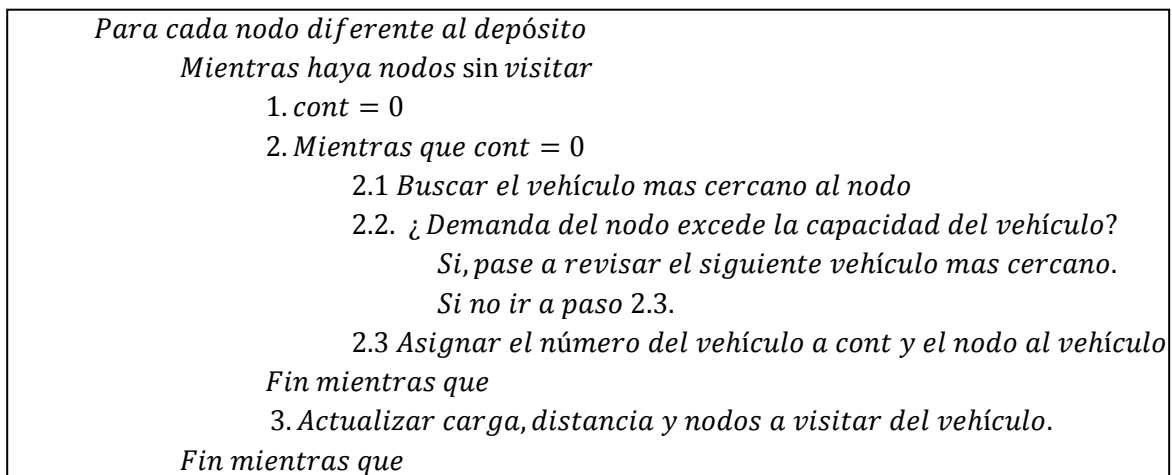 Para cada nodo diferente al depósito
Mientras haya nodos sin visitar
1. cont = 0
2. Mientras que cont = 0
2.1 Buscar el vehículo mas cercano al nodo
2.2. ¿ Demanda del nodo excede la capacidad del vehículo?
Si, pase a revisar el siguiente vehículo mas cercano.
Si no ir a paso 2.3.
2.3 Asignar el número del vehículo a cont y el nodo al vehículo
Fin mientras que
3. Actualizar carga, distancia y nodos a visitar del vehículo.
Fin mientras que